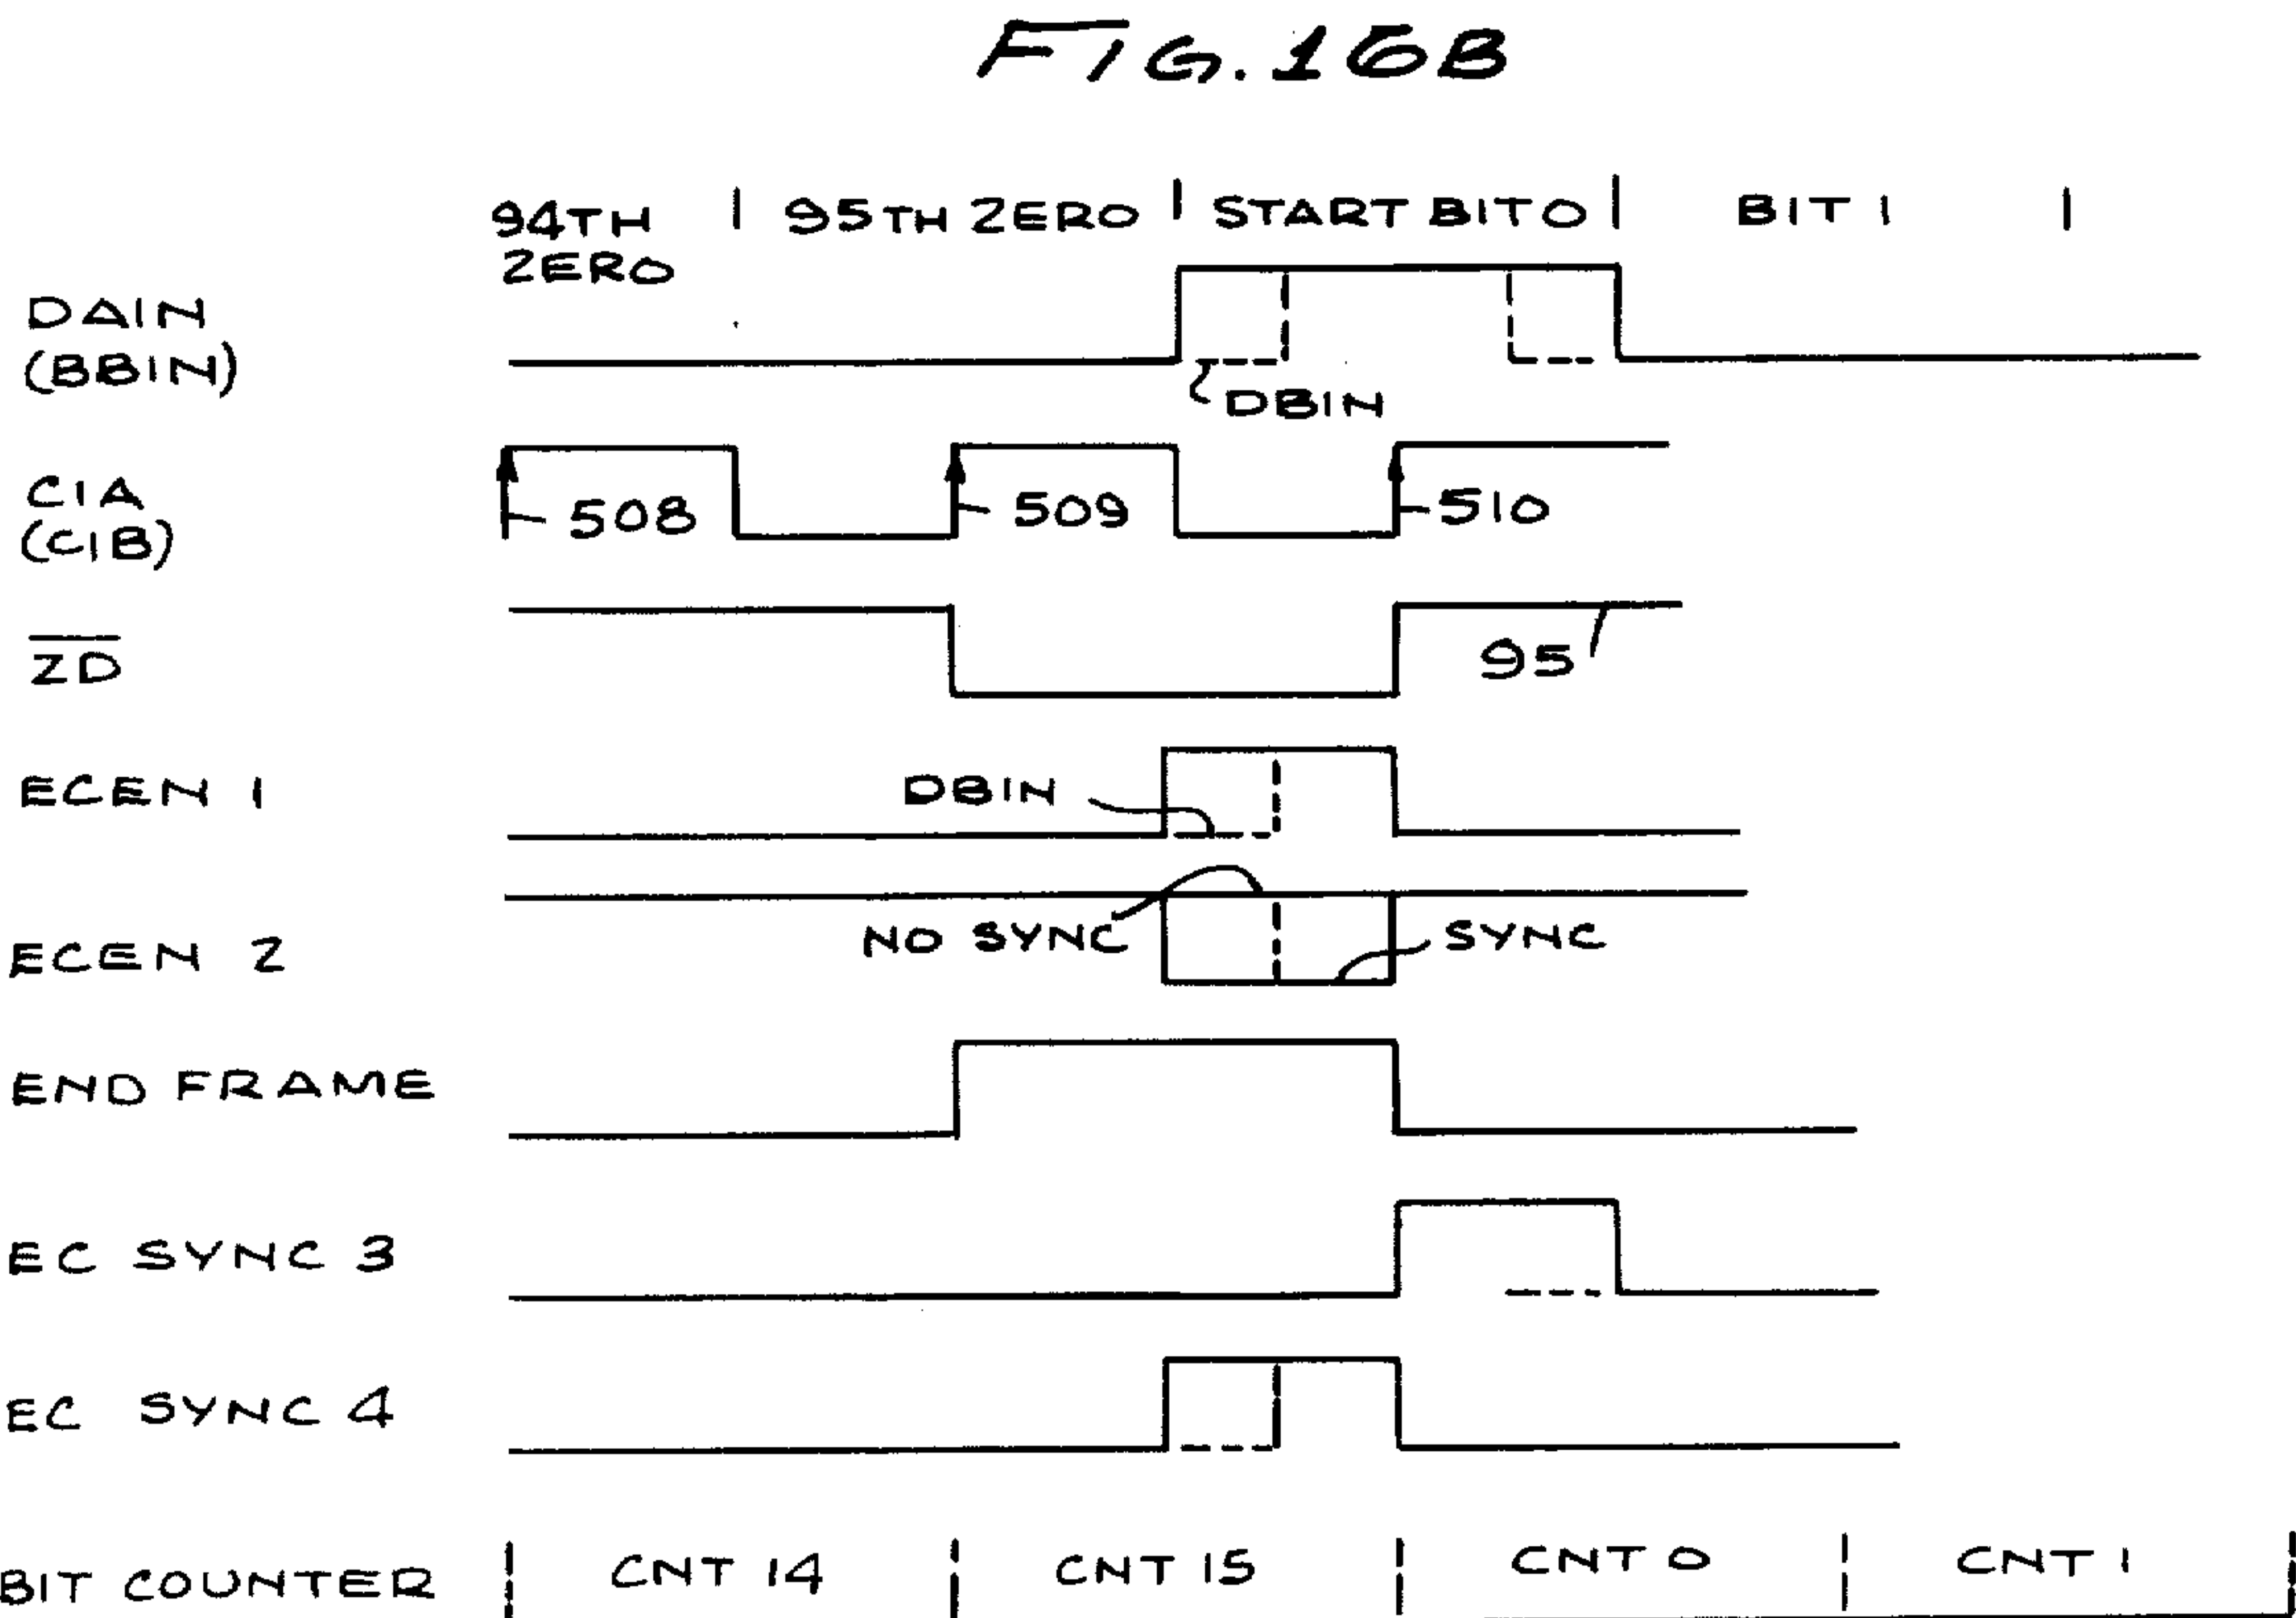 FIG. 16B
94TH ZERO | 95TH ZERO | START BIT 0 | BIT 1 |
DAIN
(BBIN)
DBIN
C1A
(C1B)
508
509
510
ZD
95
ECEN 1
DBIN
ECEN 2
NO SYNC
SYNC
END FRAME
EC SYNC 3
EC SYNC 4
BIT COUNTER
CNT 14
CNT 15
CNT 0
CNT 1